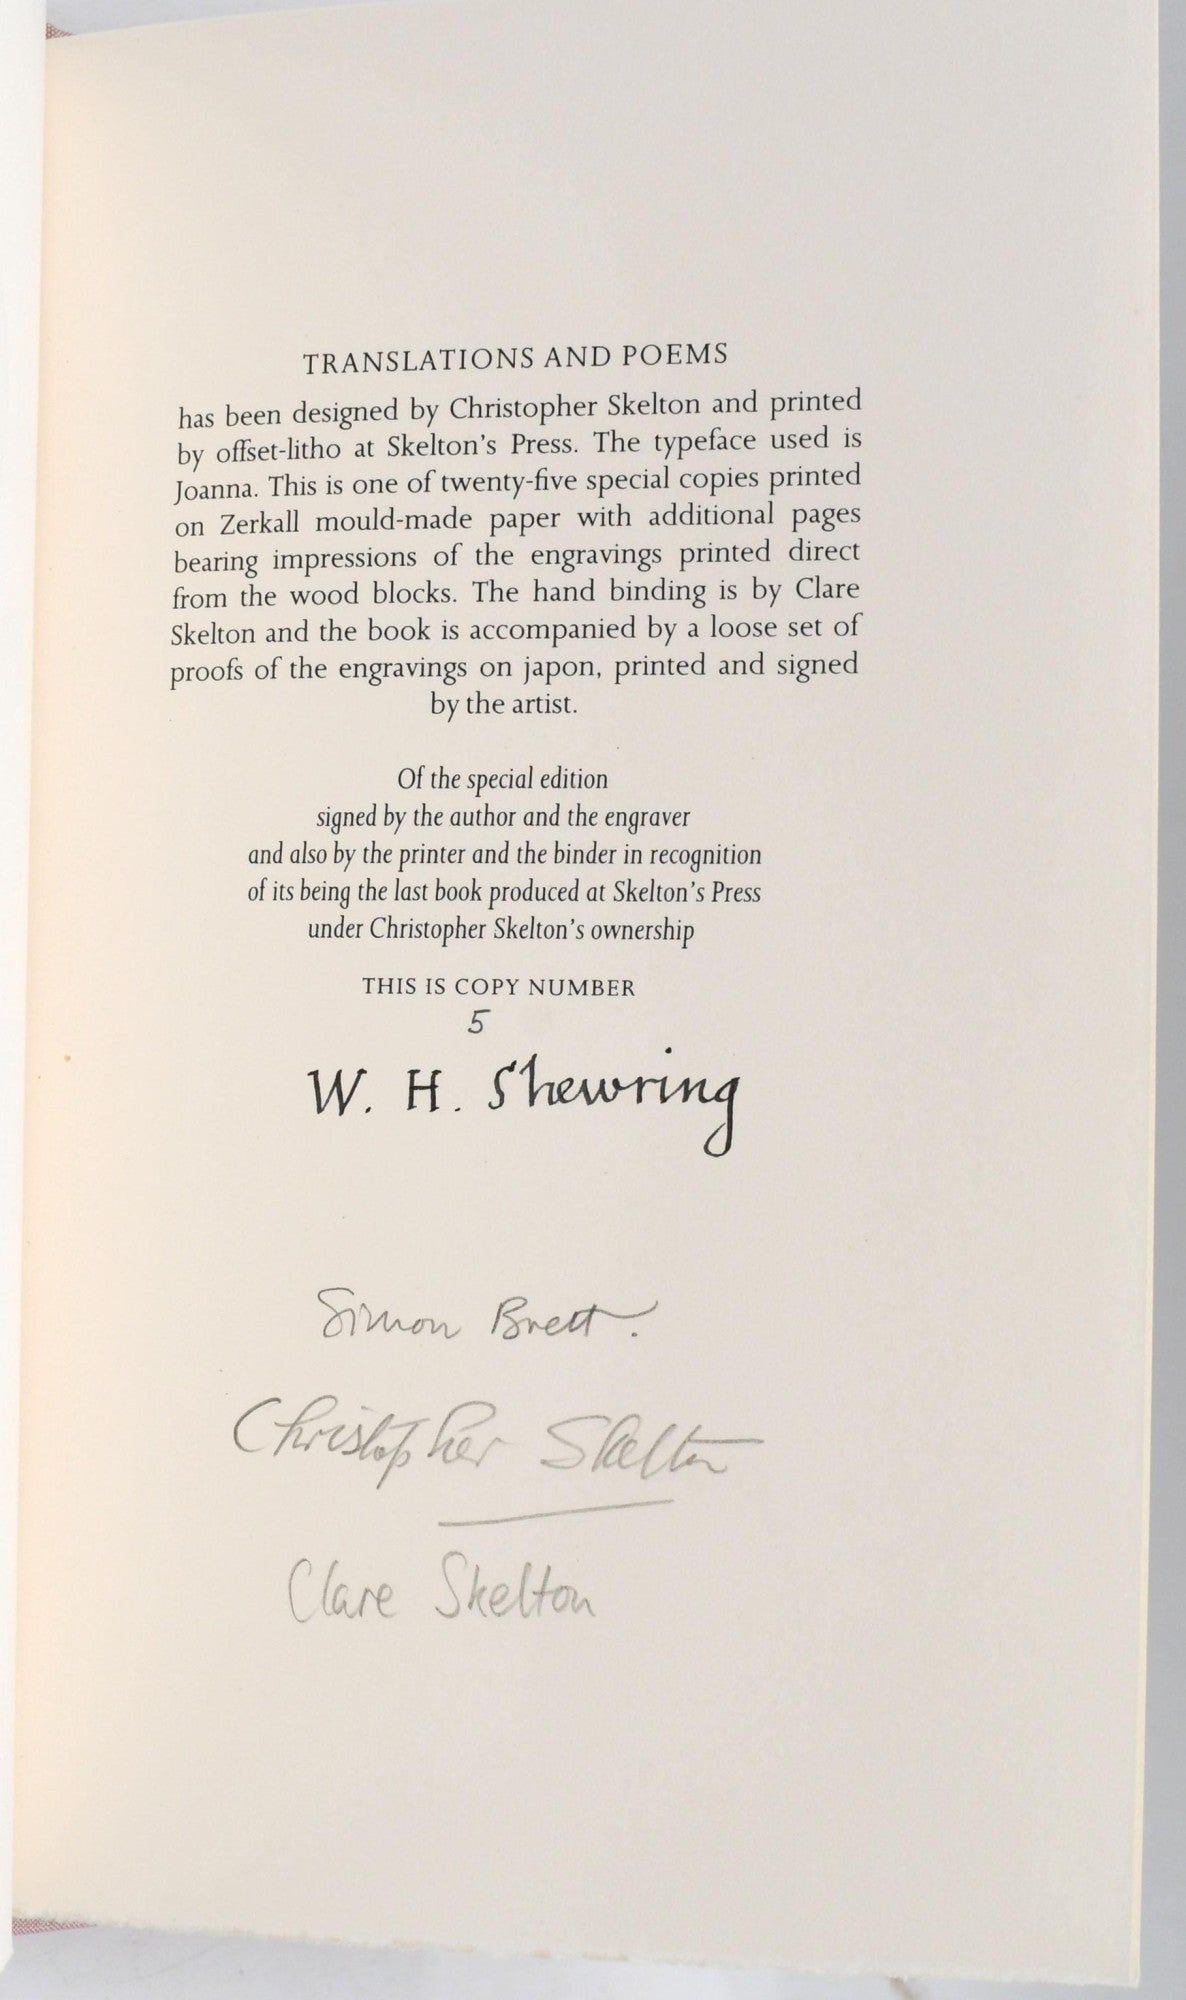 TRANSLATIONS AND POEMS
has been designed by Christopher Skelton and printed
by offset-litho at Skelton's Press. The typeface used is
Joanna. This is one of twenty-five special copies printed
on Zerkall mould-made paper with additional pages
bearing impressions of the engravings printed direct
from the wood blocks. The hand binding is by Clare
Skelton and the book is accompanied by a loose set of
proofs of the engravings on japon, printed and signed
by the artist.
Of the special edition
signed by the author and the engraver
and also by the printer and the binder in recognition
of its being the last book produced at Skelton's Press
under Christopher Skelton's ownership
THIS IS COPY NUMBER
5
W. H. Shewring
Simon Brett.
Christopher Skelton
Clare Skelton